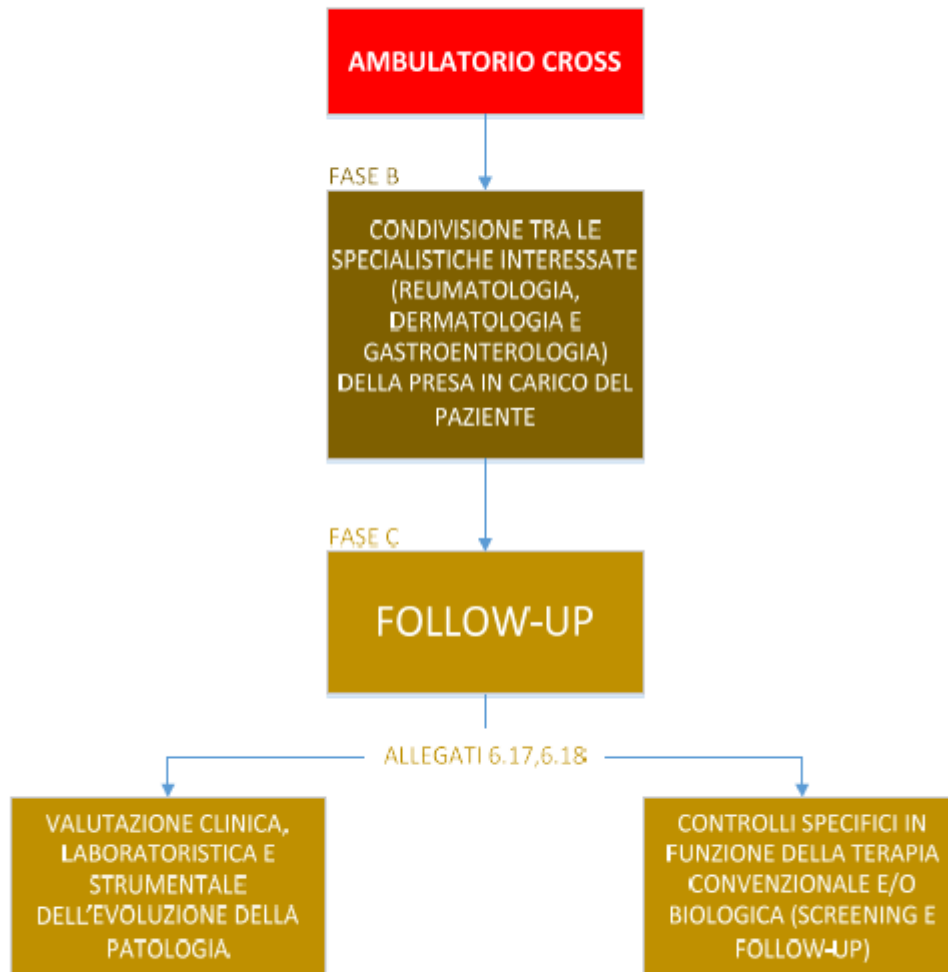 AMBULATORIO CROSS
FASE B
CONDIVISIONE TRA LE
SPECIALISTICHE INTERESSATE
(REUMATOLOGIA,
DERMATOLOGIA E
GASTROENTEROLOGIA)
DELLA PRESA IN CARICO DEL
PAZIENTE
FASE C
FOLLOW-UP
ALLEGATI 6.17,6.18
VALUTAZIONE CLINICA,
LABORATORISTICA E
STRUMENTALE
DELL'EVOLUZIONE DELLA
PATOLOGIA.
CONTROLLI SPECIFICI IN
FUNZIONE DELLA TERAPIA
CONVENZIONALE E/O
BIOLOGICA (SCREENING E
FOLLOW-UP)